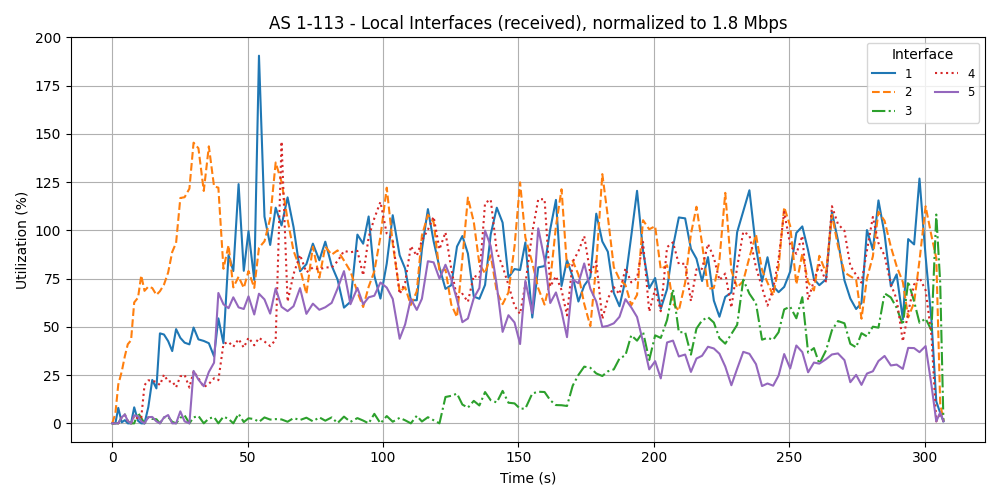 AS 1-113 - Local Interfaces (received), normalized to 1.8 Mbps
Utilization (%)
200
175
150
125
100
75
50
25
0
0 50 100 150 200 250 300
Time (s)
Interface
1 4
2 5
3